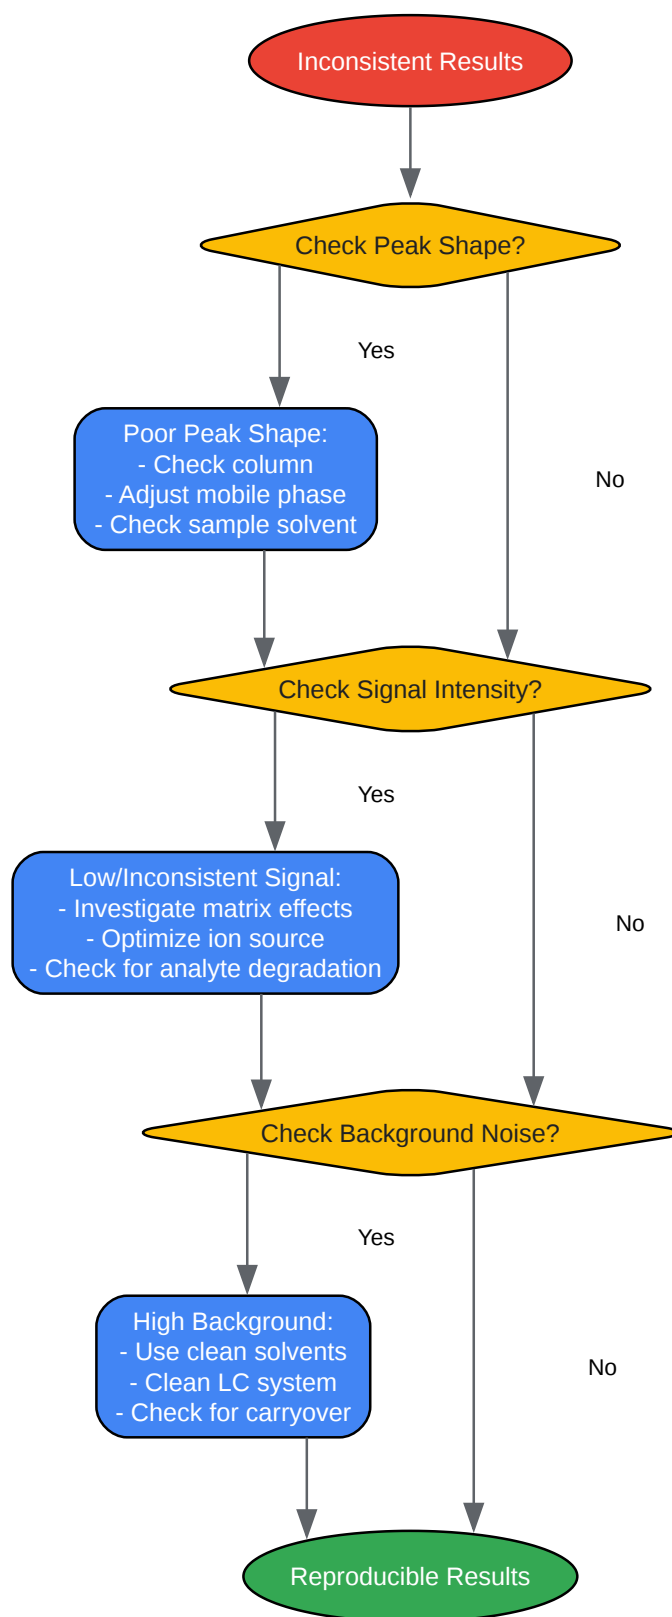 Inconsistent Results
Check Peak Shape?
Yes
Poor Peak Shape:
- Check column
- Adjust mobile phase
- Check sample solvent
No
Check Signal Intensity?
Yes
Low/Inconsistent Signal:
- Investigate matrix effects
- Optimize ion source
- Check for analyte degradation
No
Check Background Noise?
Yes
High Background:
- Use clean solvents
- Clean LC system
- Check for carryover
No
Reproducible Results